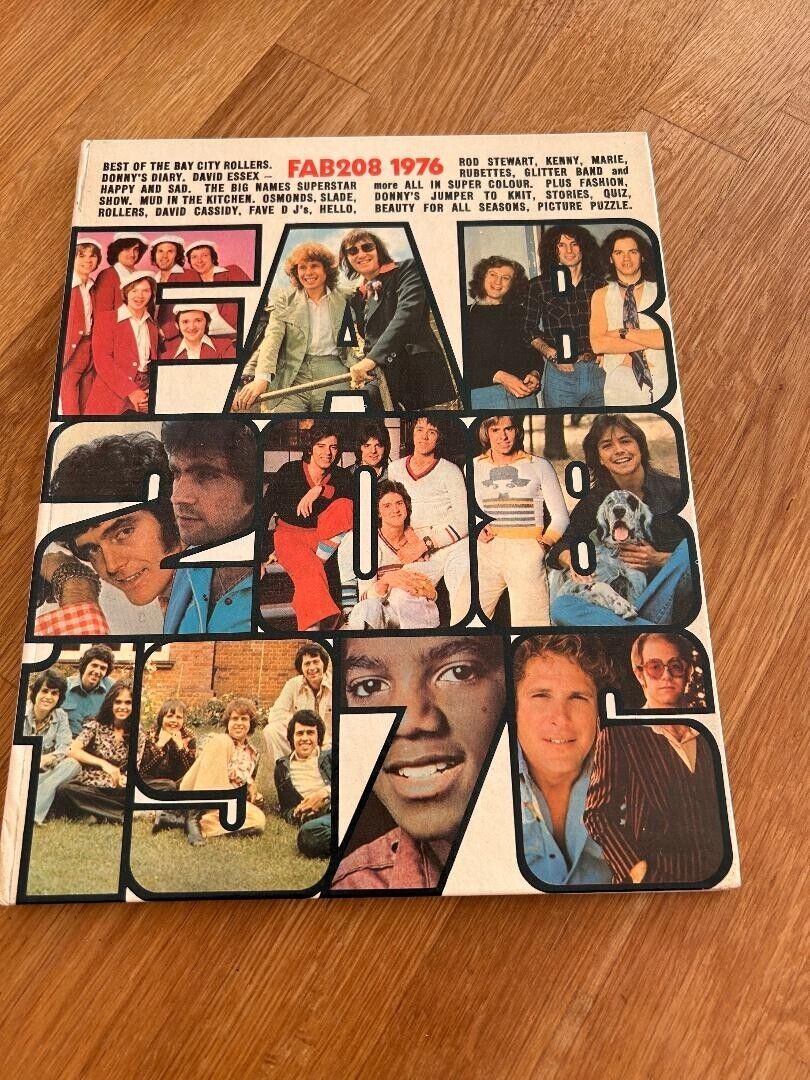 BEST OF THE BAY CITY ROLLERS.
DONNY'S DIARY. DAVID ESSEX –
HAPPY AND SAD. THE BIG NAMES SUPERSTAR
SHOW. MUD IN THE KITCHEN. OSMONDS, SLADE,
ROLLERS, DAVID CASSIDY, FAVE D J's, HELLO,
FAB208 1976
ROD STEWART, KENNY, MARIE,
RUBETTES, GLITTER BAND and
more ALL IN SUPER COLOUR. PLUS FASHION,
DONNY'S JUMPER TO KNIT, STORIES, QUIZ,
BEAUTY FOR ALL SEASONS, PICTURE PUZZLE.
FAB
208
1976